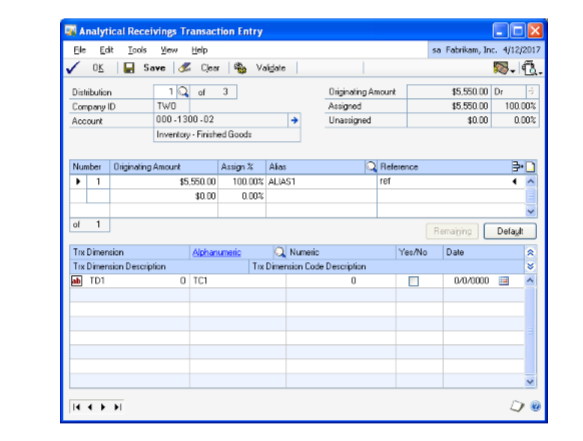 Analytical Receivings Transaction Entry
File Edit Tools View Help sa Fabrikam, Inc. 4/12/2017
OK Save Clear Validate
Distribution 1 of 3 Originating Amount $5,550.00 Dr
Company ID TWO Assigned $5,550.00 100.00%
Account 000-1300-02 Unassigned $0.00 0.00%
Inventory - Finished Goods
Number Originating Amount Assign % Alias Reference
1 $5,550.00 100.00% ALIAS1 ref
$0.00 0.00%
of 1
Remaining Default
Trx Dimension Alphanumeric Numeric Yes/No Date
Trx Dimension Description Trx Dimension Code Description
ab TD1 0 TC1 0 0/0/0000